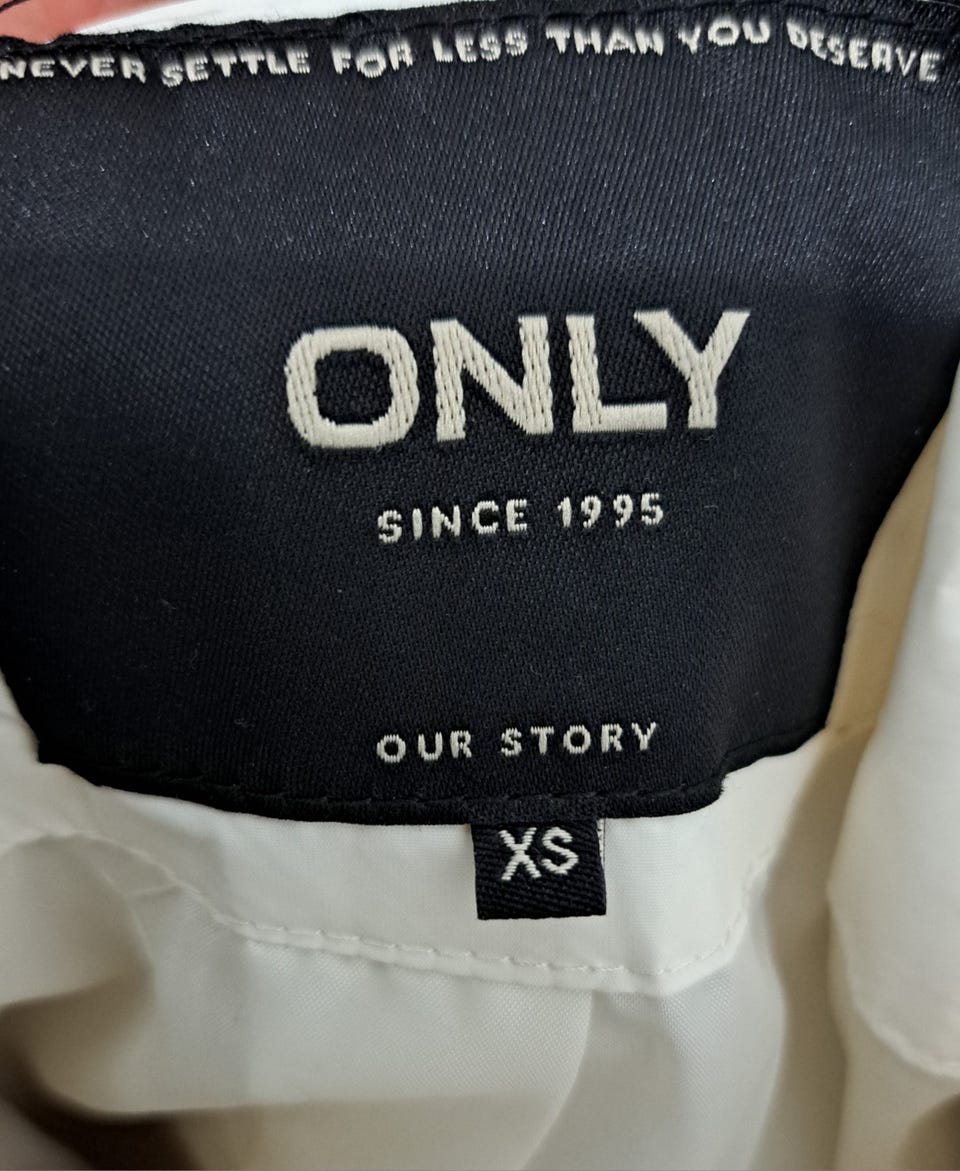 NEVER SETTLE FOR LESS THAN YOU DESERVE
ONLY
SINCE 1995
OUR STORY
XS